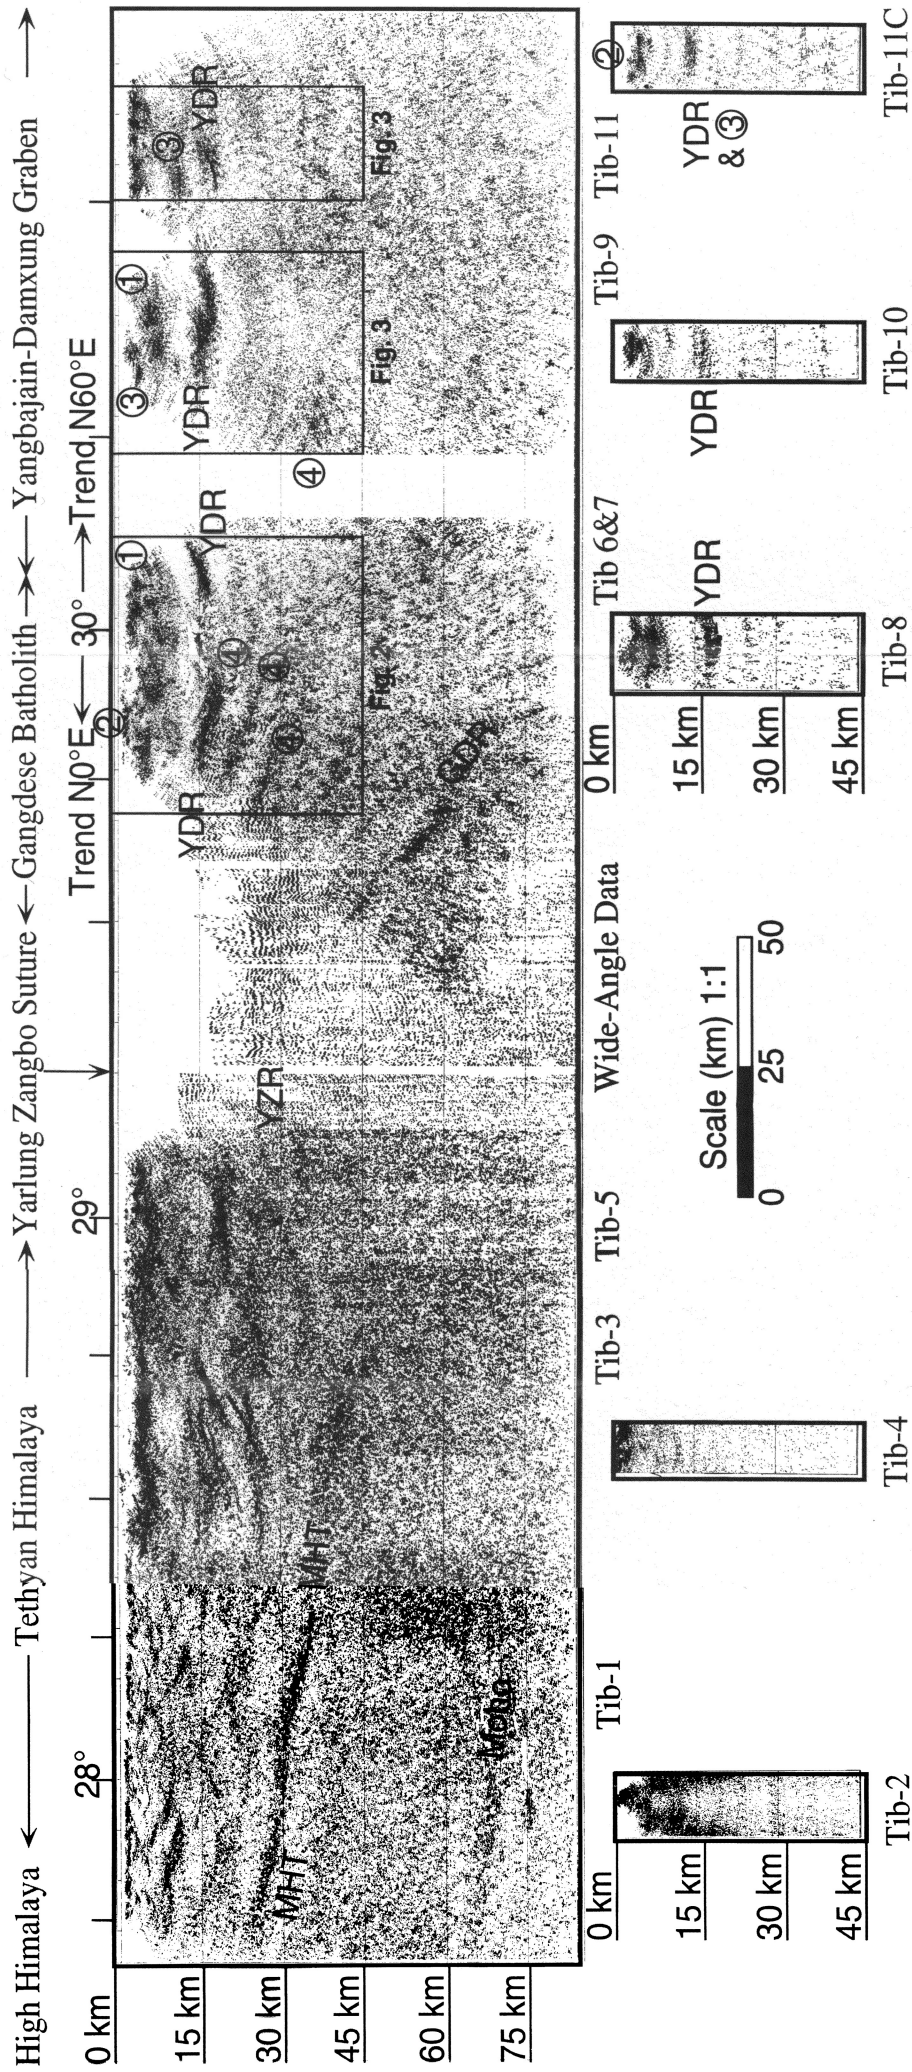 High Himalaya ← Tethyan Himalaya → Yarlung Zangbo Suture ← Gangdese Batholith →← Yangbajain-Damxung Graben →
Trend N0°E ← → Trend N60°E
28° 29° 30°
0 km
15 km
30 km
45 km
60 km
75 km
MHT
MHT
Moho
YZR
YDR
②
①
YDR
④
④
④
Fig. 2
④
③
①
YDR
Fig. 3
③
YDR
Fig. 3
Tib-1
Tib-3
Tib-5
Wide-Angle Data
Tib 6&7
Tib-9
Tib-11
0 km
15 km
30 km
45 km
Tib-2
Tib-4
Scale (km) 1:1
0 25 50
0 km
15 km
30 km
45 km
YDR
Tib-8
YDR
Tib-10
②
YDR
& ③
Tib-11C